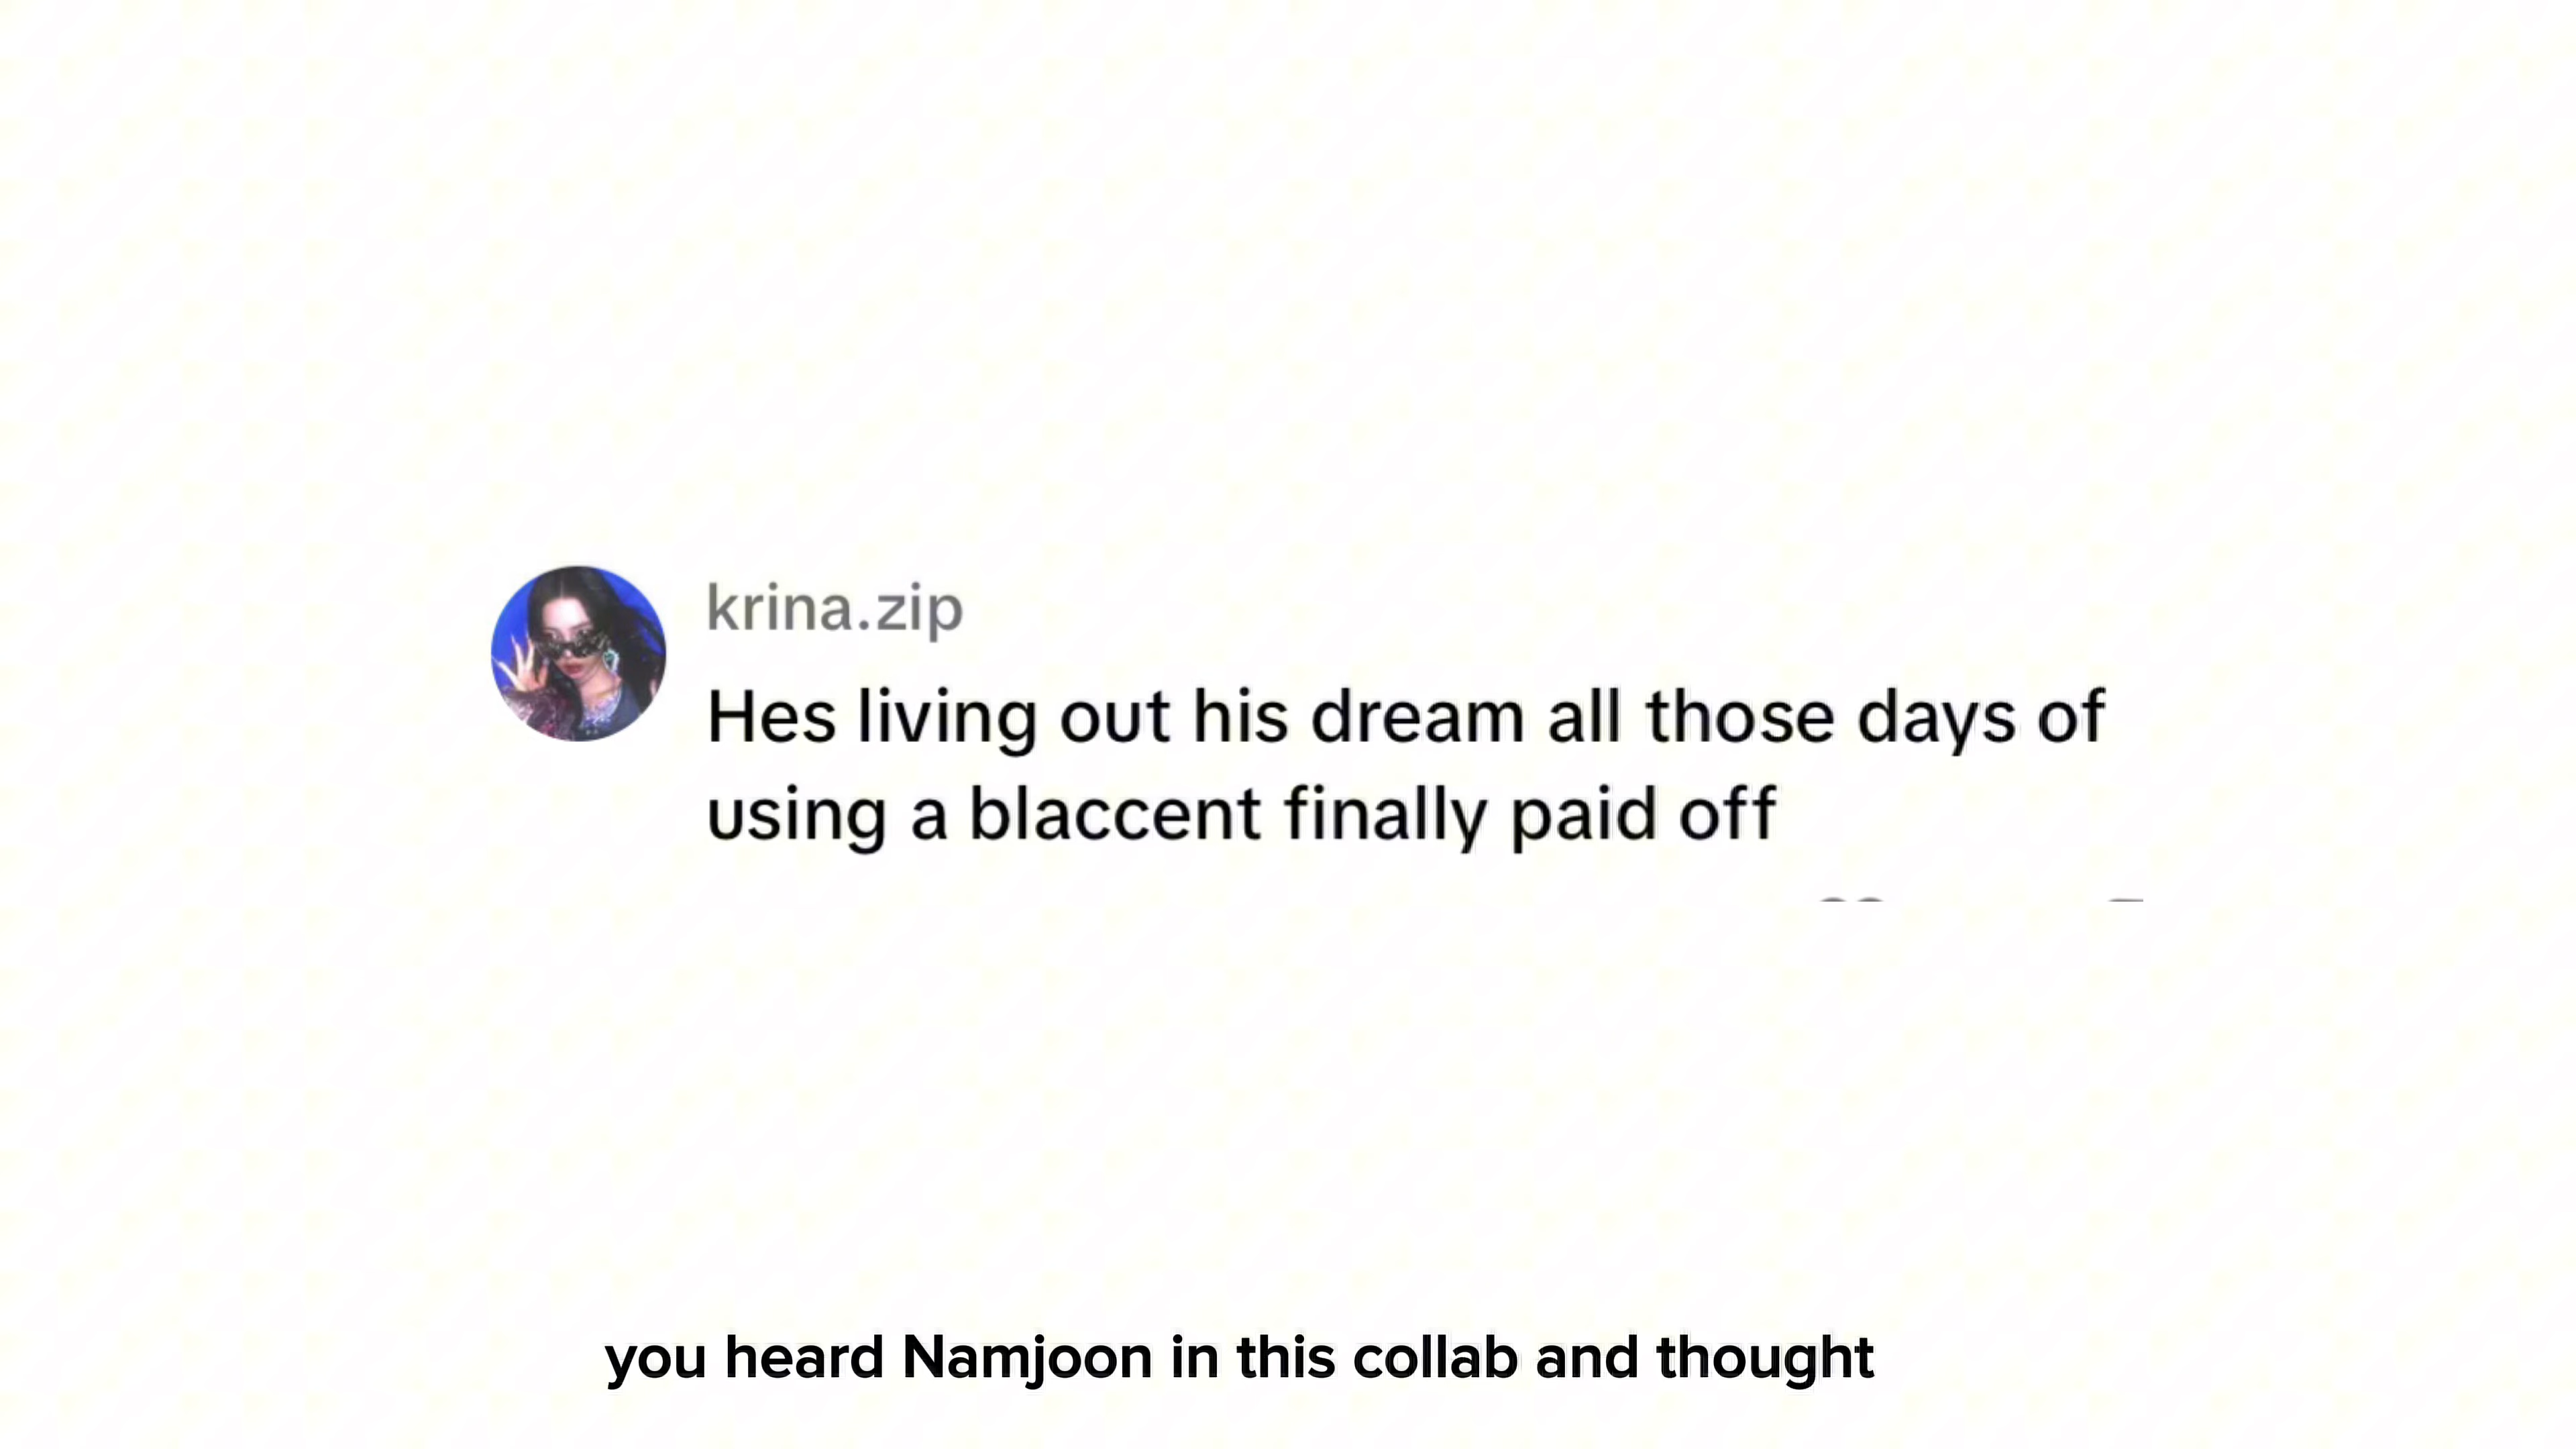 krina.zip
Hes living out his dream all those days of
using a blaccent finally paid off
you heard Namjoon in this collab and thought